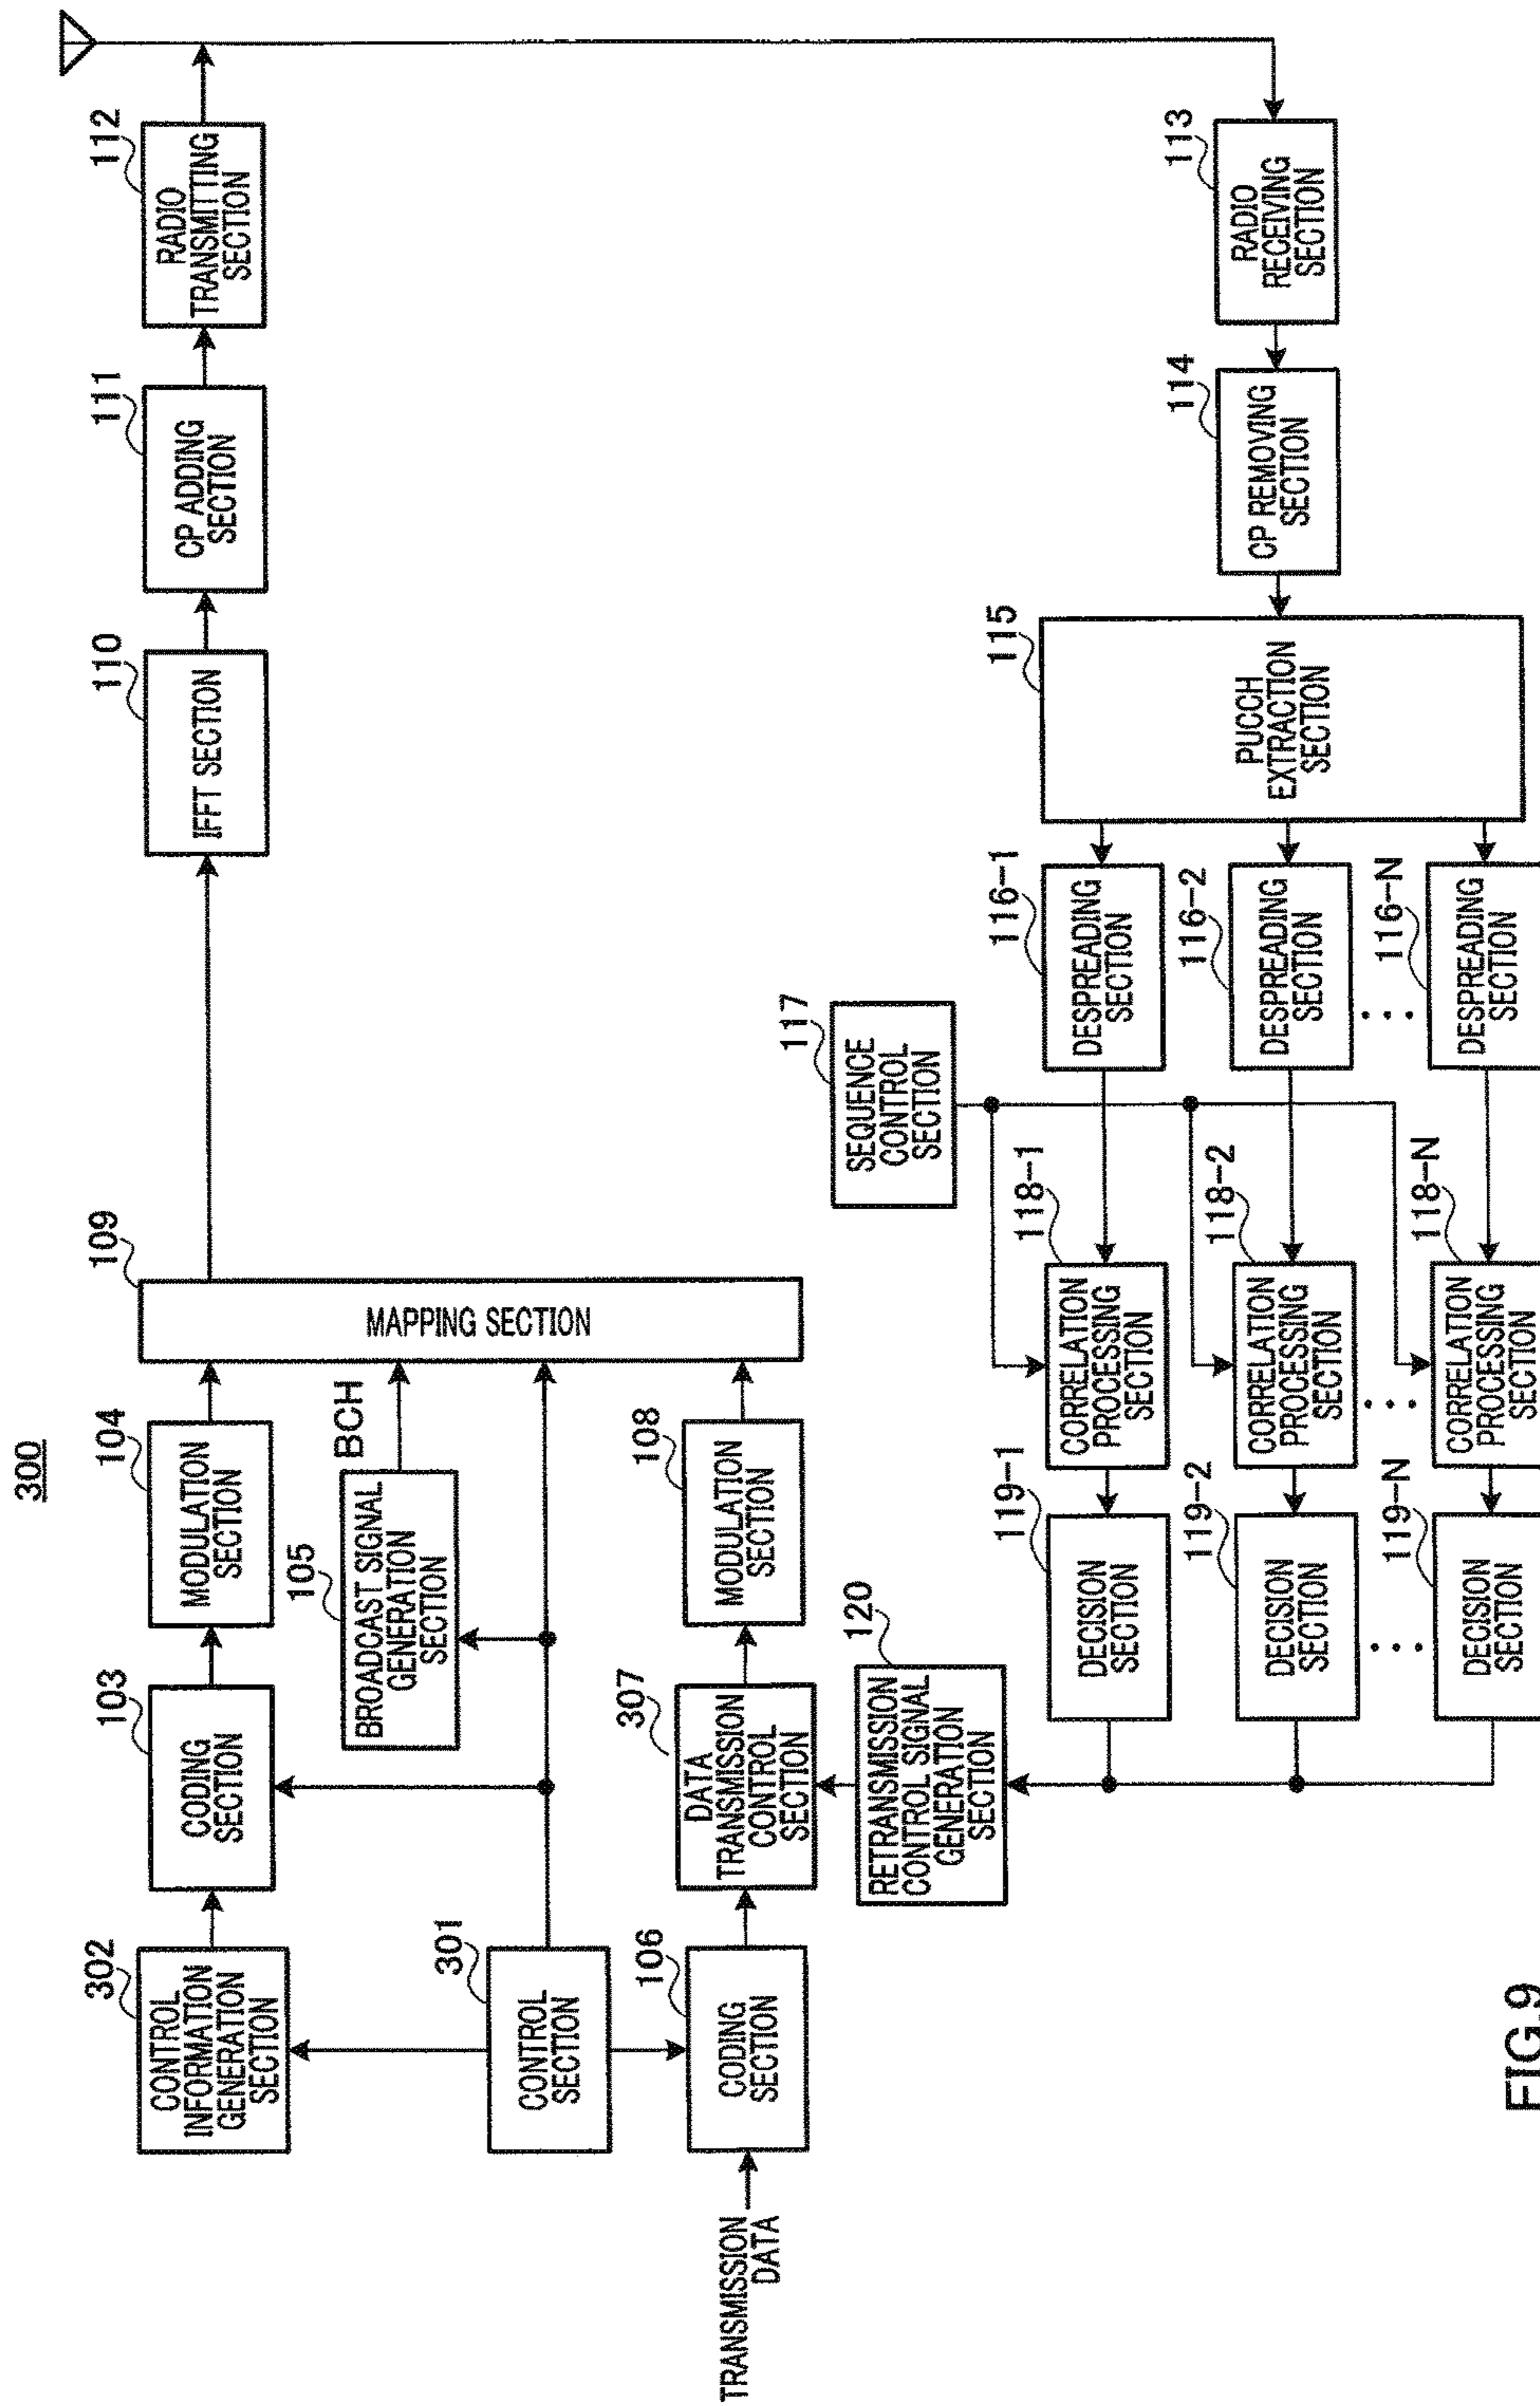 300
302
CONTROL
INFORMATION
GENERATION
SECTION
103
CODING
SECTION
104
MODULATION
SECTION
109
MAPPING SECTION
110
IFFT SECTION
111
CP ADDING
SECTION
112
RADIO
TRANSMITTING
SECTION
105
BROADCAST SIGNAL
GENERATION
SECTION
BCH
301
CONTROL
SECTION
TRANSMISSION
DATA
106
CODING
SECTION
307
DATA
TRANSMISSION
CONTROL
SECTION
108
MODULATION
SECTION
120
RETRANSMISSION
CONTROL SIGNAL
GENERATION
SECTION
117
SEQUENCE
CONTROL
SECTION
119-1
DECISION
SECTION
118-1
CORRELATION
PROCESSING
SECTION
116-1
DESPREADING
SECTION
115
PUCCH
EXTRACTION
SECTION
114
CP REMOVING
SECTION
113
RADIO
RECEIVING
SECTION
119-2
DECISION
SECTION
118-2
CORRELATION
PROCESSING
SECTION
116-2
DESPREADING
SECTION
...
...
...
119-N
DECISION
SECTION
118-N
CORRELATION
PROCESSING
SECTION
116-N
DESPREADING
SECTION
FIG.9